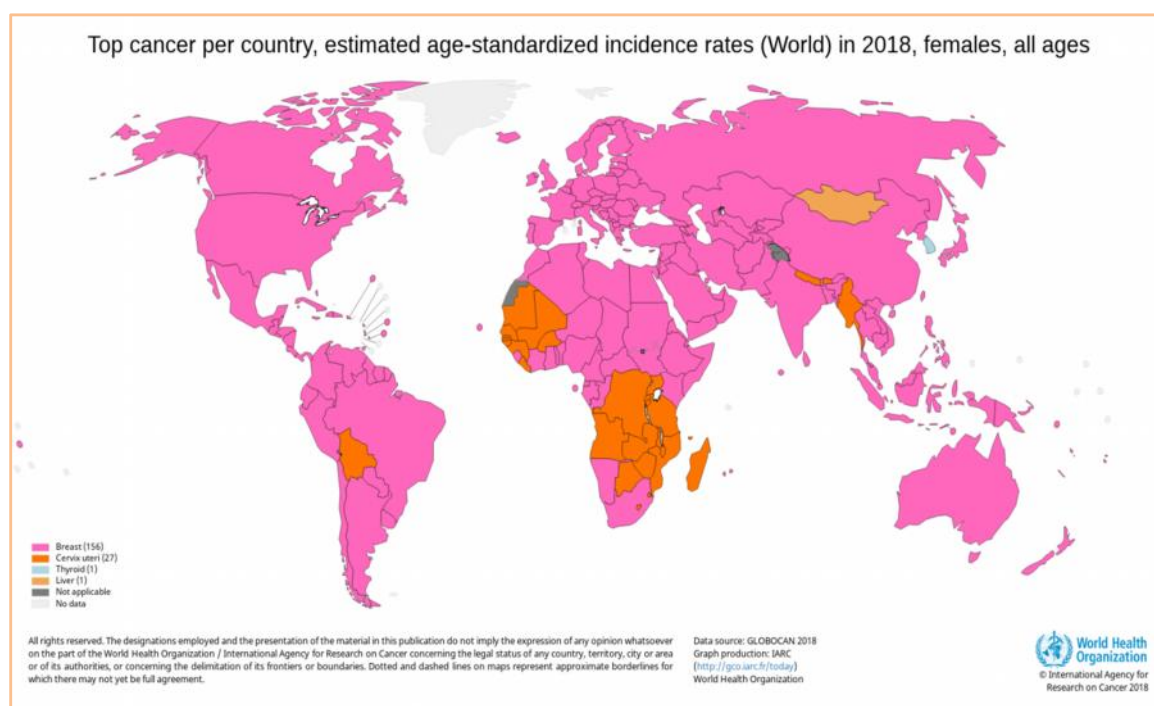 Top cancer per country, estimated age-standardized incidence rates (World) in 2018, females, all ages
Breast (156)
Cervix uteri (27)
Thyroid (1)
Liver (1)
Not applicable
No data
All rights reserved. The designations employed and the presentation of the material in this publication do not imply the expression of any opinion whatsoever
on the part of the World Health Organization / International Agency for Research on Cancer concerning the legal status of any country, territory, city or area
or of its authorities, or concerning the delimitation of its frontiers or boundaries. Dotted and dashed lines on maps represent approximate borderlines for
which there may not yet be full agreement.
Data source: GLOBOCAN 2018
Graph production: IARC
(http://gco.iarc.fr/today)
World Health Organization
World Health
Organization
© International Agency for
Research on Cancer 2018